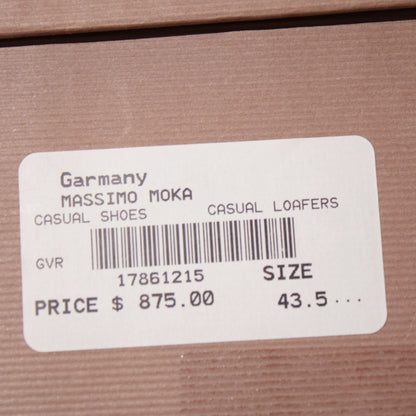 Garmany
MASSIMO MOKA
CASUAL SHOES CASUAL LOAFERS
GVR
17861215 SIZE
PRICE $ 875.00 43.5...